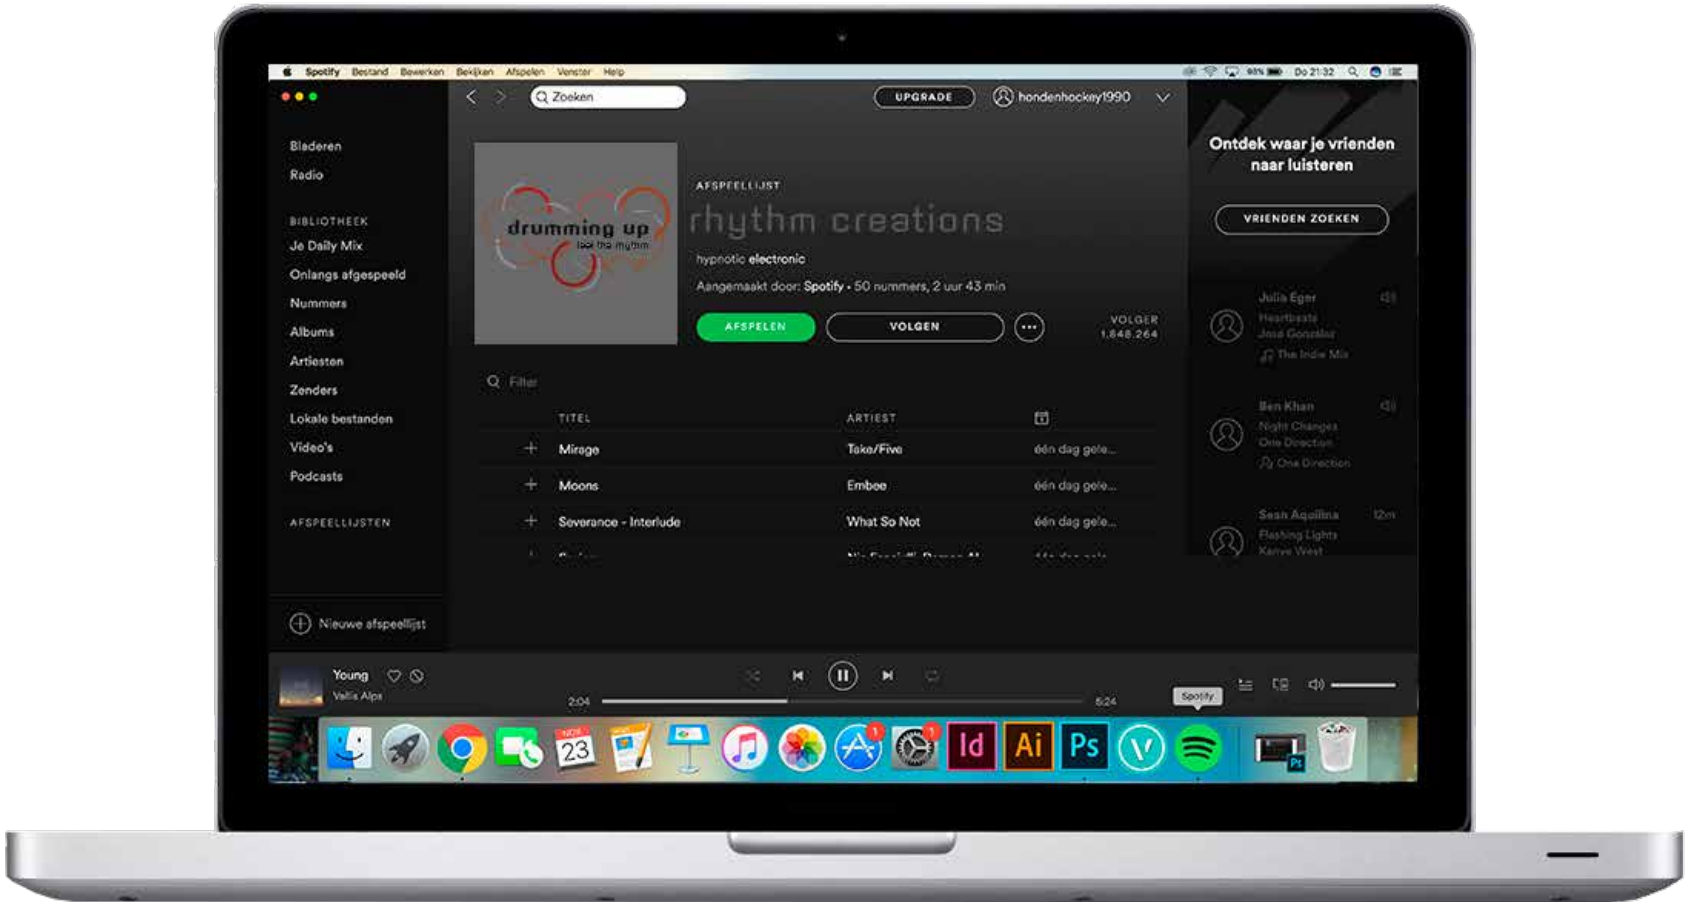 Spotify Bestand Bewerken Bekijken Afspelen Venster Help
98% Do 21:32
Zoeken
UPGRADE
hondenhockey1990
Bladeren
Radio
BIBLIOTHEEK
Je Daily Mix
Onlangs afgespeeld
Nummers
Albums
Artiesten
Zenders
Lokale bestanden
Video's
Podcasts
AFSPEELLIJSTEN
Nieuwe afspeellijst
drumming up
feel the rhythm
AFSPEELLIJST
rhythm creations
hypnotic electronic
Aangemaakt door: Spotify • 50 nummers, 2 uur 43 min
AFSPELEN
VOLGEN
VOLGER
1.848.264
Filter
TITEL ARTIEST
+ Mirage Take/Five één dag gele...
+ Moons Embee één dag gele...
+ Severance - Interlude What So Not één dag gele...
Ontdek waar je vrienden
naar luisteren
VRIENDEN ZOEKEN
Julia Eger
Heartbeats
José González
The Indie Mix
Ben Khan
Night Changes
One Direction
One Direction
Sean Aquilina 12m
Flashing Lights
Kanye West
Young
Vallis Alps
2:04
5:24
Spotify
NOV.
23
1
1
Id
Ai
Ps
Ps